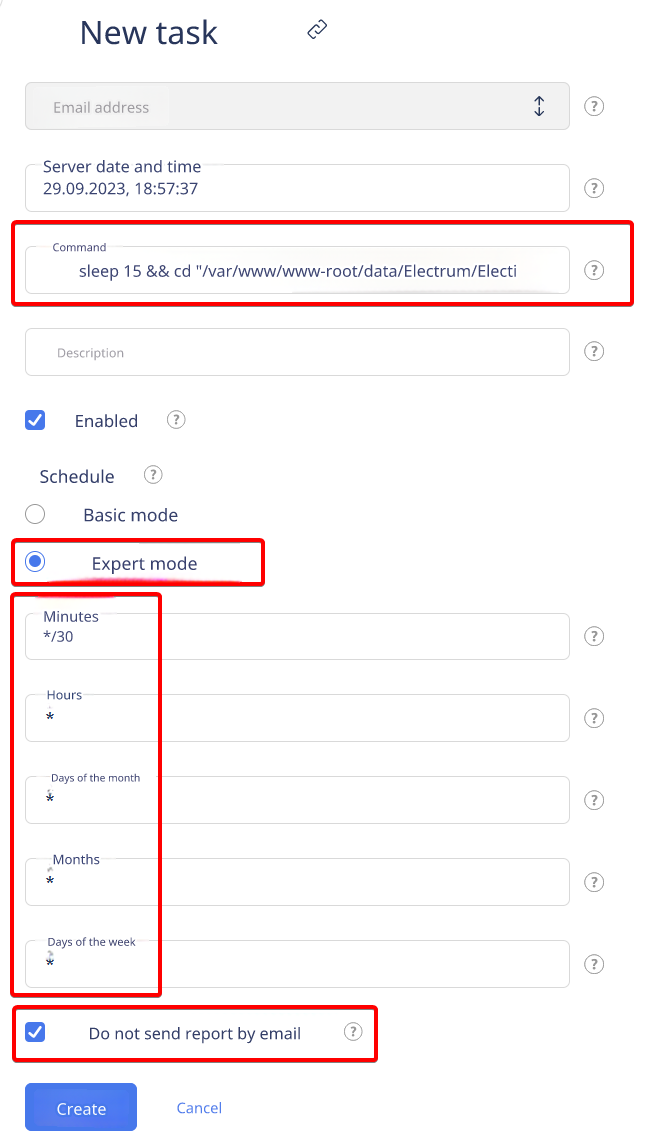 New task
Email address
?
Server date and time
29.09.2023, 18:57:37
?
Command
sleep 15 && cd "/var/www/www-root/data/Electrum/Electi
?
Description
?
Enabled ?
Schedule ?
Basic mode
Expert mode
Minutes
*/30
?
Hours
*
?
Days of the month
*
?
Months
*
?
Days of the week
*
?
Do not send report by email ?
Create Cancel